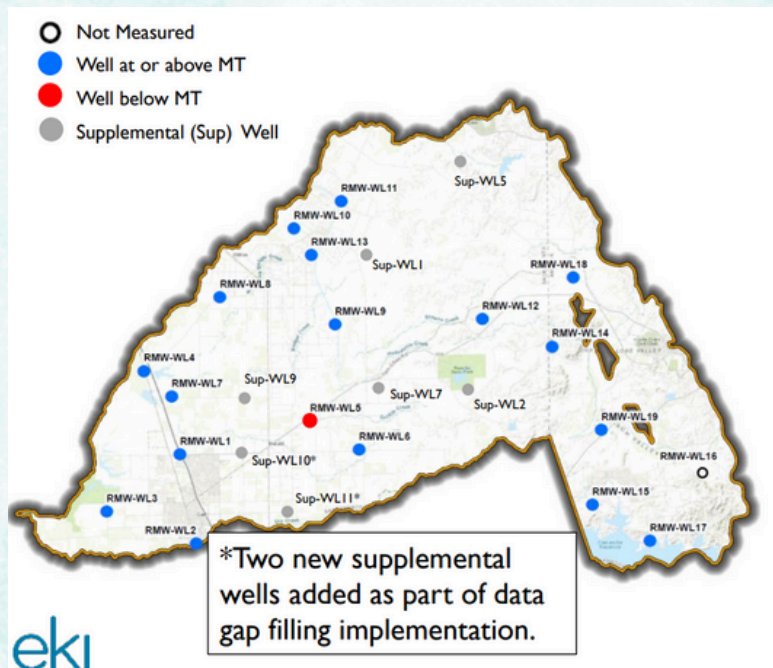 Not Measured
Well at or above MT
Well below MT
Supplemental (Sup) Well
Sup-WL5
RMW-WL11
RMW-WL10
RMW-WL13
Sup-WL1
RMW-WL18
RMW-WL8
RMW-WL9
RMW-WL12
RMW-WL14
RMW-WL4
RMW-WL7
Sup-WL9
Sup-WL7
Sup-WL2
RMW-WL5
RMW-WL19
RMW-WL1
Sup-WL10*
RMW-WL6
RMW-WL16
RMW-WL3
Sup-WL11*
RMW-WL15
RMW-WL2
RMW-WL17
*Two new supplemental
wells added as part of data
gap filling implementation.
eki